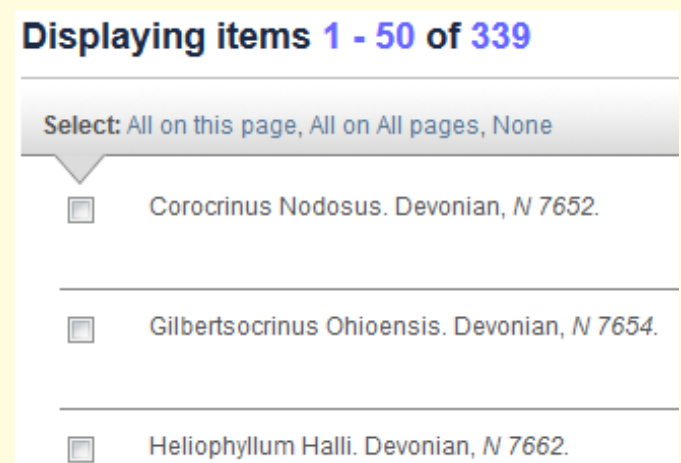 Displaying items 1 - 50 of 339
Select: All on this page, All on All pages, None
Corocrinus Nodosus. Devonian, N 7652.
Gilbertsocrinus Ohioensis. Devonian, N 7654.
Heliophyllum Halli. Devonian, N 7662.